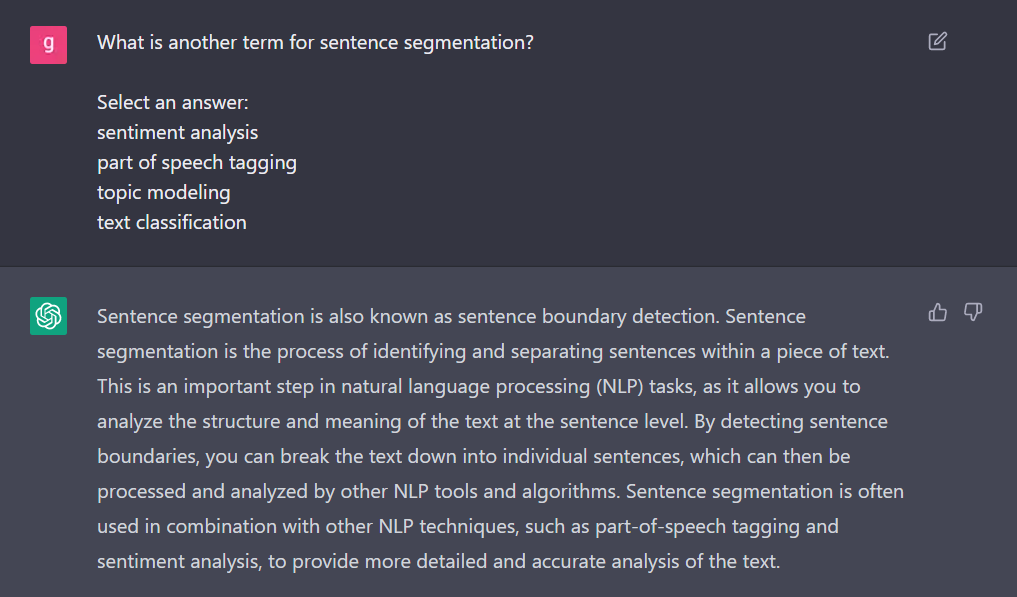 g
What is another term for sentence segmentation?
Select an answer:
sentiment analysis
part of speech tagging
topic modeling
text classification
Sentence segmentation is also known as sentence boundary detection. Sentence
segmentation is the process of identifying and separating sentences within a piece of text.
This is an important step in natural language processing (NLP) tasks, as it allows you to
analyze the structure and meaning of the text at the sentence level. By detecting sentence
boundaries, you can break the text down into individual sentences, which can then be
processed and analyzed by other NLP tools and algorithms. Sentence segmentation is often
used in combination with other NLP techniques, such as part-of-speech tagging and
sentiment analysis, to provide more detailed and accurate analysis of the text.